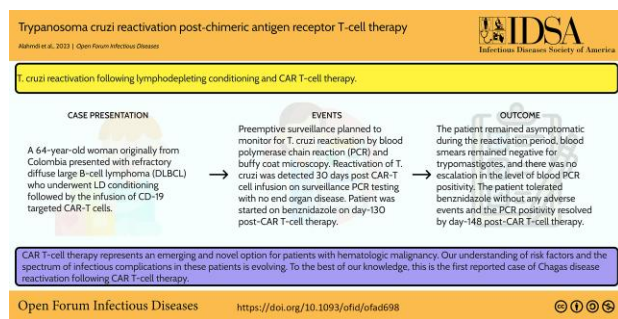 Trypanosoma cruzi reactivation post-chimeric antigen receptor T-cell therapy
Alahmdi et al., 2023 | Open Forum Infectious Diseases
IDSA
Infectious Diseases Society of America
T. cruzi reactivation following lymphodepleting conditioning and CAR T-cell therapy.
CASE PRESENTATION
A 64-year-old woman originally from
Colombia presented with refractory
diffuse large B-cell lymphoma (DLBCL)
who underwent LD conditioning
followed by the infusion of CD-19
targeted CAR-T cells.
EVENTS
Preemptive surveillance planned to
monitor for T. cruzi reactivation by blood
polymerase chain reaction (PCR) and
buffy coat microscopy. Reactivation of T.
cruzi was detected 30 days post CAR-T
cell infusion on surveillance PCR testing
with no end organ disease. Patient was
started on benznidazole on day-130
post-CAR T-cell therapy.
OUTCOME
The patient remained asymptomatic
during the reactivation period, blood
smears remained negative for
trypomastigotes, and there was no
escalation in the level of blood PCR
positivity. The patient tolerated
benznidazole without any adverse
events and the PCR positivity resolved
by day-148 post-CAR T-cell therapy.
CAR T-cell therapy represents an emerging and novel option for patients with hematologic malignancy. Our understanding of risk factors and the
spectrum of infectious complications in these patients is evolving. To the best of our knowledge, this is the first reported case of Chagas disease
reactivation following CAR T-cell therapy.
Open Forum Infectious Diseases
https://doi.org/10.1093/ofid/ofad698